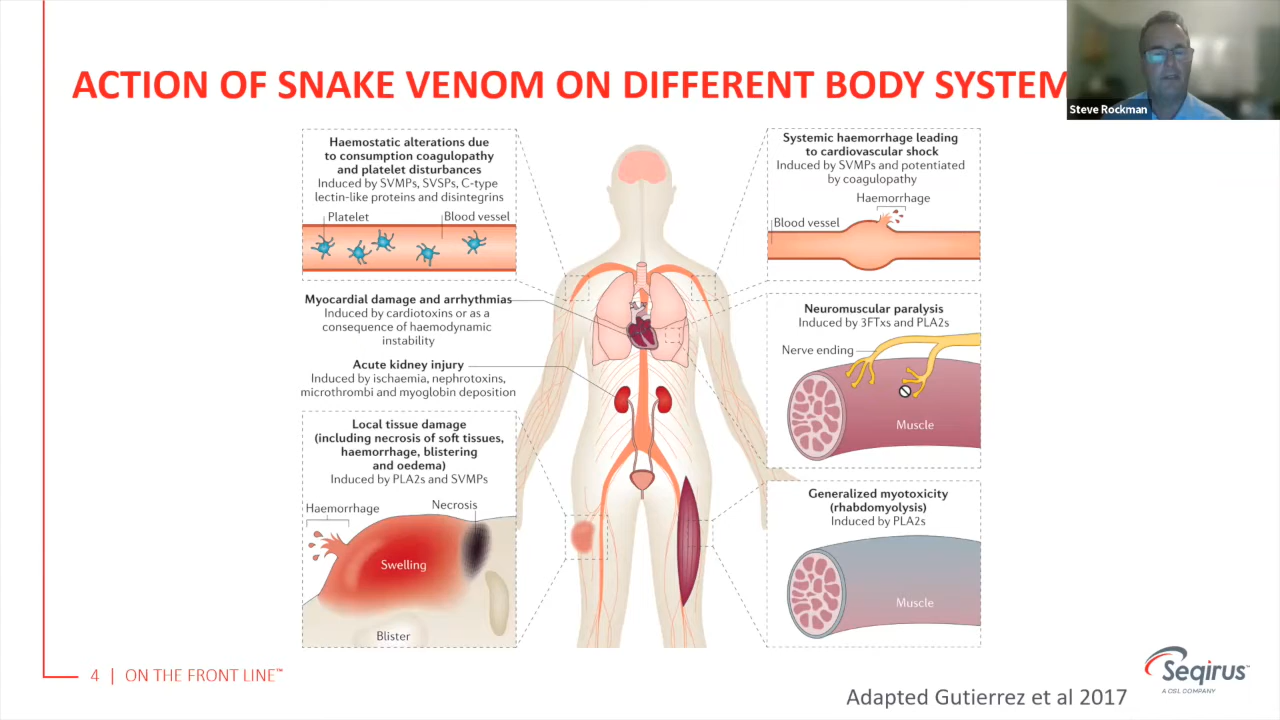 ACTION OF SNAKE VENOM ON DIFFERENT BODY SYSTEM
Steve Rockman
Haemostatic alterations due
to consumption coagulopathy
and platelet disturbances
Induced by SVMPs, SVSPs, C-type
lectin-like proteins and disintegrins
Platelet
Blood vessel
Myocardial damage and arrhythmias
Induced by cardiotoxins or as a
consequence of haemodynamic
instability
Acute kidney injury
Induced by ischaemia, nephrotoxins,
microthrombi and myoglobin deposition
Local tissue damage
(including necrosis of soft tissues,
haemorrhage, blistering
and oedema)
Induced by PLA2s and SVMPs
Haemorrhage
Necrosis
Swelling
Blister
Systemic haemorrhage leading
to cardiovascular shock
Induced by SVMPs and potentiated
by coagulopathy
Haemorrhage
Blood vessel
Neuromuscular paralysis
Induced by 3FTxs and PLA2s
Nerve ending
Muscle
Generalized myotoxicity
(rhabdomyolysis)
Induced by PLA2s
Muscle
4 | ON THE FRONT LINE™
Seqirus™
A CSL COMPANY
Adapted Gutierrez et al 2017